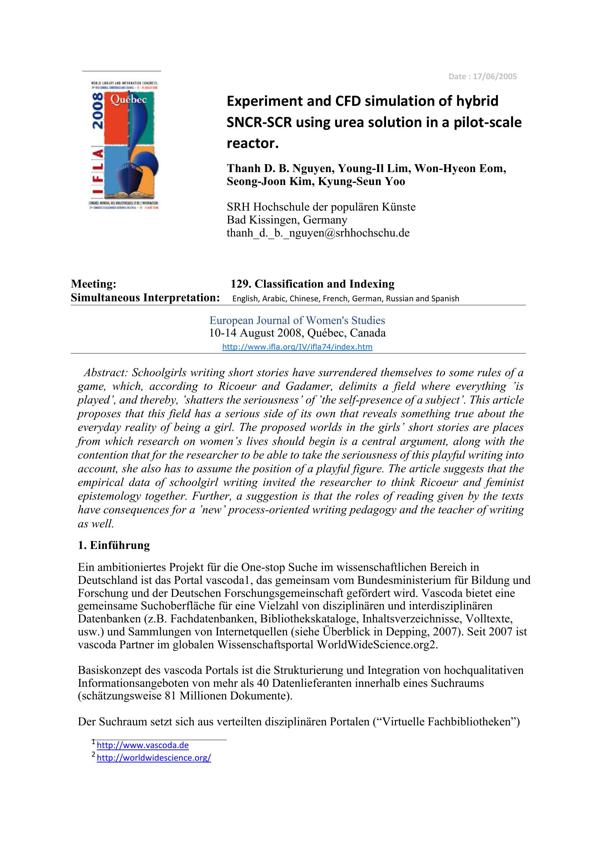 Date : 17/06/2005
WORLD LIBRARY AND INFORMATION CONGRESS:
Québec
IFLA 2008
Experiment and CFD simulation of hybrid
SNCR-SCR using urea solution in a pilot-scale
reactor.
Thanh D. B. Nguyen, Young-Il Lim, Won-Hyeon Eom,
Seong-Joon Kim, Kyung-Seun Yoo
SRH Hochschule der populären Künste
Bad Kissingen, Germany
thanh_d._b._nguyen@srhhochschu.de
Meeting: 129. Classification and Indexing
Simultaneous Interpretation: English, Arabic, Chinese, French, German, Russian and Spanish
European Journal of Women's Studies
10-14 August 2008, Québec, Canada
http://www.ifla.org/IV/ifla74/index.htm
Abstract: Schoolgirls writing short stories have surrendered themselves to some rules of a
game, which, according to Ricoeur and Gadamer, delimits a field where everything ’is
played’, and thereby, ’shatters the seriousness’ of ’the self-presence of a subject’. This article
proposes that this field has a serious side of its own that reveals something true about the
everyday reality of being a girl. The proposed worlds in the girls’ short stories are places
from which research on women’s lives should begin is a central argument, along with the
contention that for the researcher to be able to take the seriousness of this playful writing into
account, she also has to assume the position of a playful figure. The article suggests that the
empirical data of schoolgirl writing invited the researcher to think Ricoeur and feminist
epistemology together. Further, a suggestion is that the roles of reading given by the texts
have consequences for a ’new’ process-oriented writing pedagogy and the teacher of writing
as well.
1. Einführung
Ein ambitioniertes Projekt für die One-stop Suche im wissenschaftlichen Bereich in
Deutschland ist das Portal vascoda1, das gemeinsam vom Bundesministerium für Bildung und
Forschung und der Deutschen Forschungsgemeinschaft gefördert wird. Vascoda bietet eine
gemeinsame Suchoberfläche für eine Vielzahl von disziplinären und interdisziplinären
Datenbanken (z.B. Fachdatenbanken, Bibliothekskataloge, Inhaltsverzeichnisse, Volltexte,
usw.) und Sammlungen von Internetquellen (siehe Überblick in Depping, 2007). Seit 2007 ist
vascoda Partner im globalen Wissenschaftsportal WorldWideScience.org2.
Basiskonzept des vascoda Portals ist die Strukturierung und Integration von hochqualitativen
Informationsangeboten von mehr als 40 Datenlieferanten innerhalb eines Suchraums
(schätzungsweise 81 Millionen Dokumente).
Der Suchraum setzt sich aus verteilten disziplinären Portalen (“Virtuelle Fachbibliotheken”)
1 http://www.vascoda.de
2 http://worldwidescience.org/